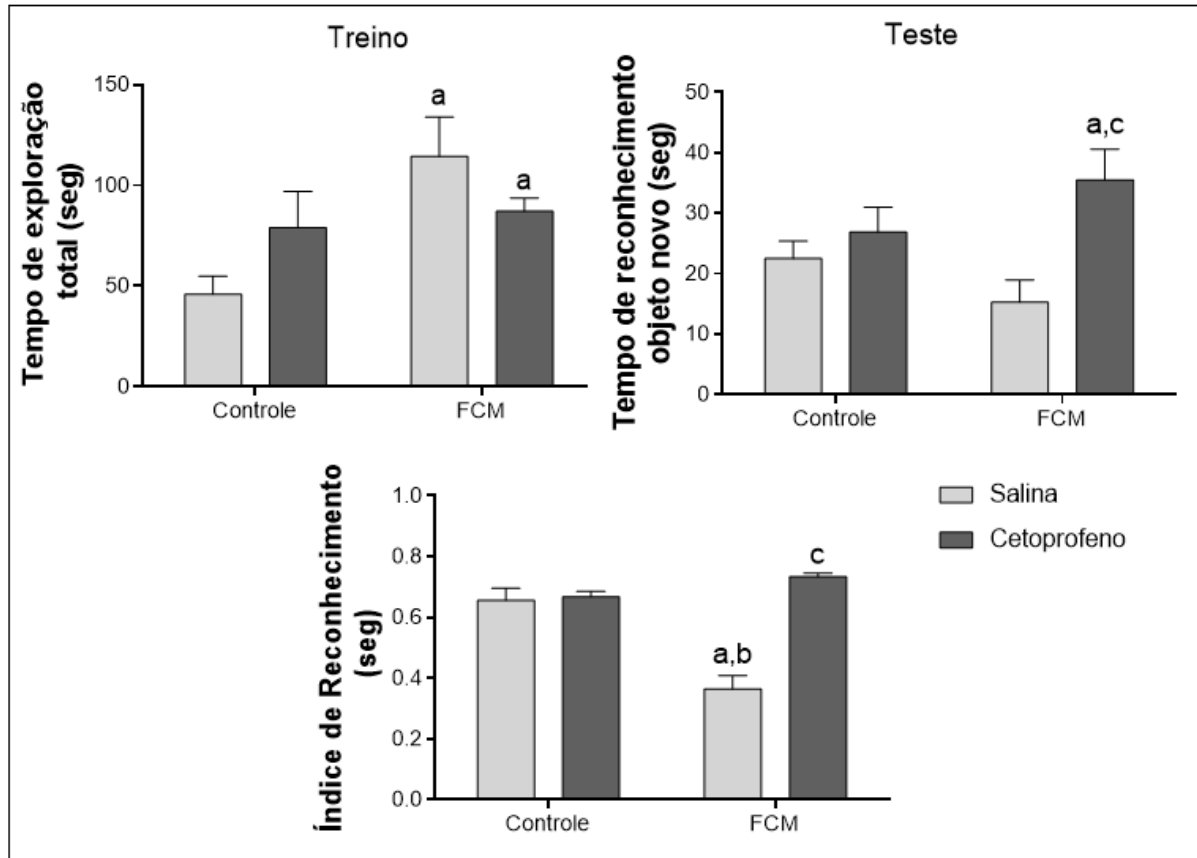 Treino
Tempo de exploração
total (seg)
150
100
50
0
a
a
Controle
FCM
Teste
Tempo de reconhecimento
objeto novo (seg)
50
40
30
20
10
0
a,c
Controle
FCM
Índice de Reconhecimento
(seg)
1.0
0.8
0.6
0.4
0.2
0.0
a,b
c
Controle
FCM
Salina
Cetoprofeno